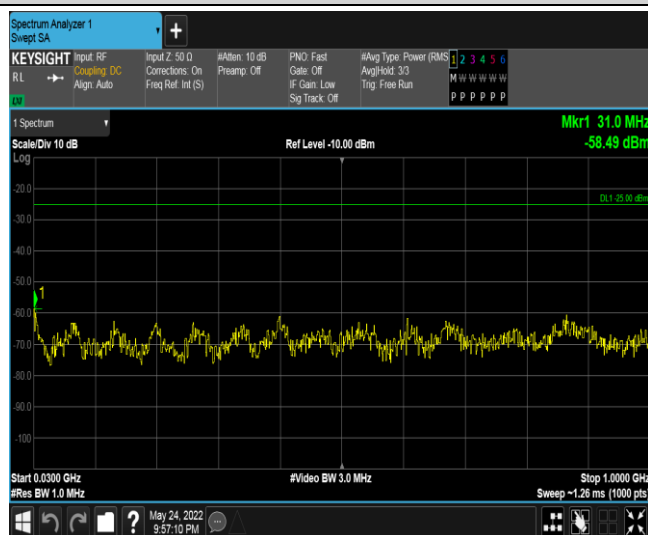 Spectrum Analyzer 1
Swept SA
+
KEYSIGHT
RL
Input: RF
Coupling: DC
Align: Auto
Input Z: 50 Ω
Corrections: On
Freq Ref: Int (S)
#Atten: 10 dB
Preamp: Off
PNO: Fast
Gate: Off
IF Gain: Low
Sig Track: Off
#Avg Type: Power (RMS
Avg|Hold: 3/3
Trig: Free Run
1 2 3 4 5 6
M W W W W W
P P P P P P
1 Spectrum
Scale/Div 10 dB
Ref Level -10.00 dBm
Mkr1 31.0 MHz
-58.49 dBm
Log
DL1 -25.00 dBm
-20.0
-30.0
-40.0
-50.0
1
-60.0
-70.0
-80.0
-90.0
-100
Start 0.0300 GHz
#Video BW 3.0 MHz
Stop 1.0000 GHz
#Res BW 1.0 MHz
Sweep ~1.26 ms (1000 pts)
?
May 24, 2022
9:57:10 PM